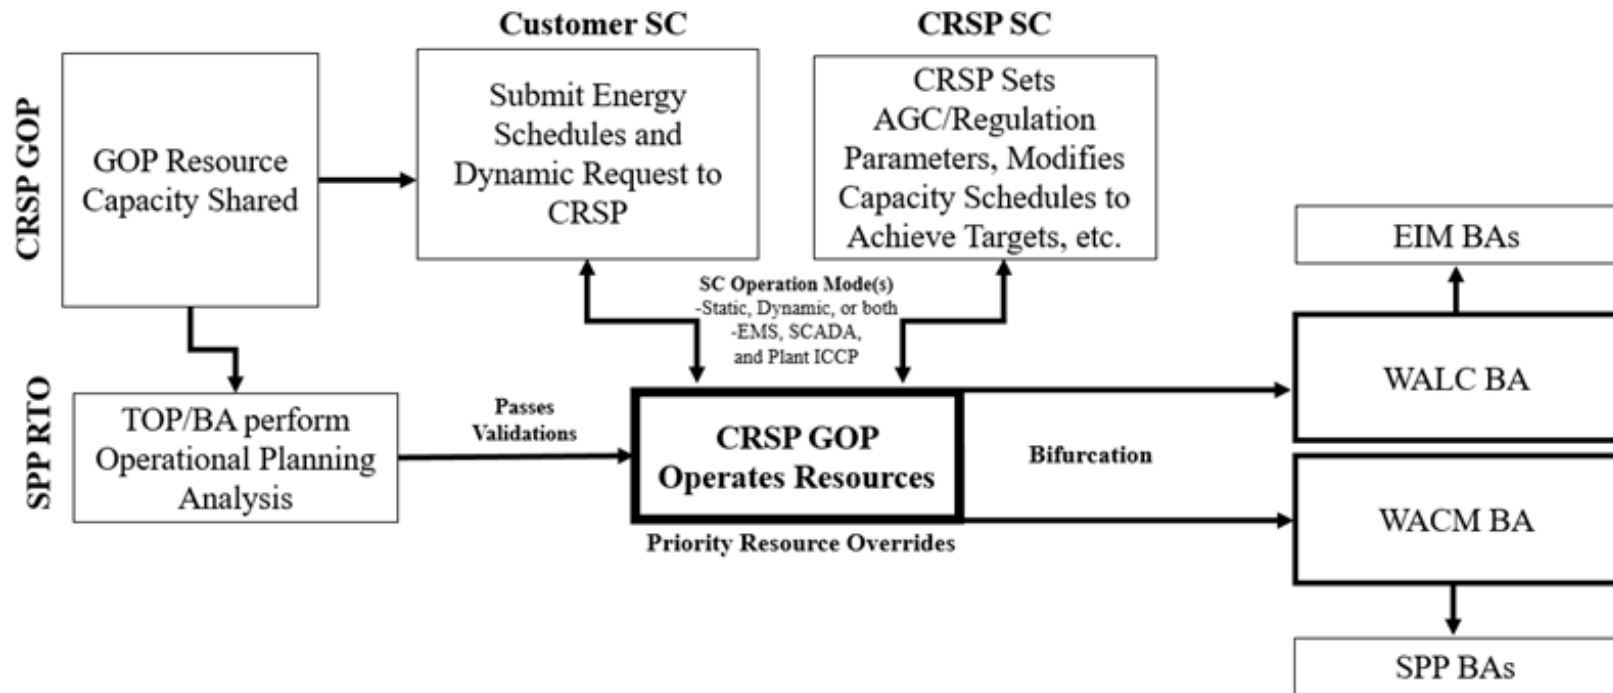 Customer SC
CRSP SC
CRSP GOP
GOP Resource
Capacity Shared
Submit Energy
Schedules and
Dynamic Request to
CRSP
CRSP Sets
AGC/Regulation
Parameters, Modifies
Capacity Schedules to
Achieve Targets, etc.
SC Operation Mode(s)
-Static, Dynamic, or both
-EMS, SCADA,
and Plant ICCP
EIM BAs
WALC BA
SPP RTO
TOP/BA perform
Operational Planning
Analysis
Passes
Validations
CRSP GOP
Operates Resources
Priority Resource Overrides
Bifurcation
WACM BA
SPP BAs